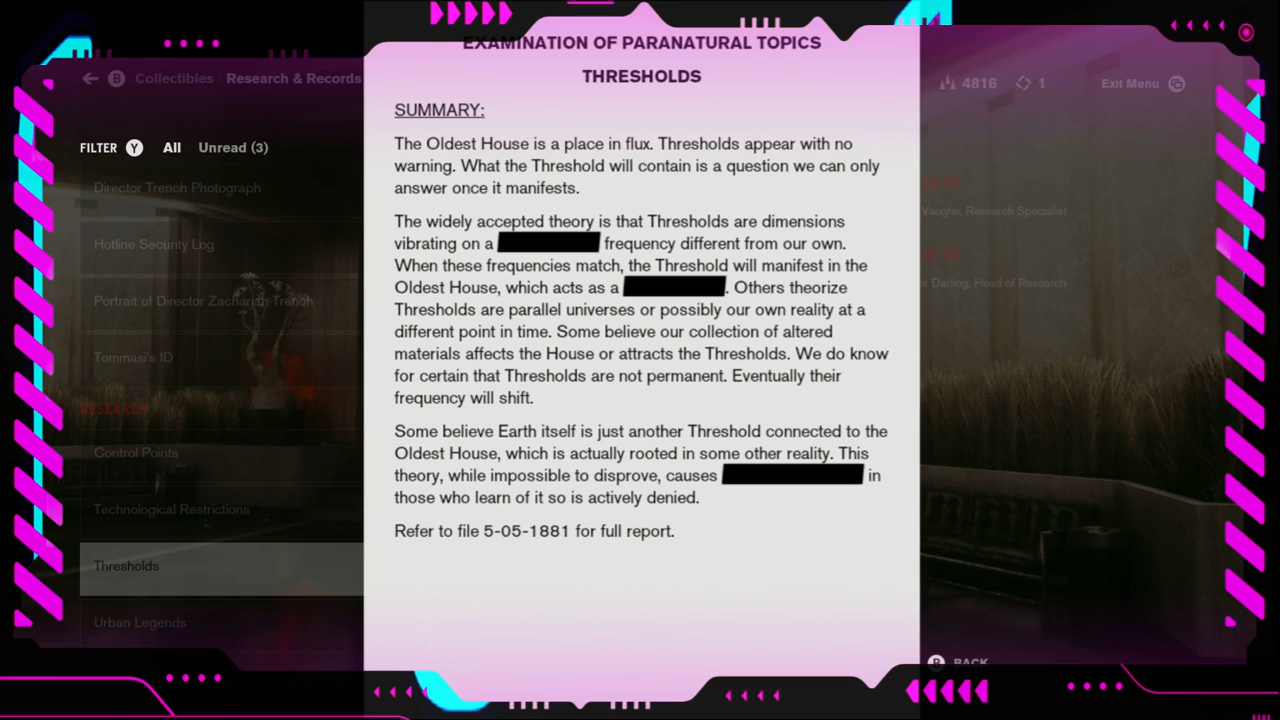 EXAMINATION OF PARANATURAL TOPICS
THRESHOLDS
B Collectibles Research & Records
4816 1 Exit Menu
FILTER Y All Unread (3)
Director Trench Photograph
Hotline Security Log
Portrait of Director Zachariah Trench
Tommasi's ID
RESEARCH
Control Points
Technological Restrictions
Thresholds
Urban Legends
SUMMARY:
The Oldest House is a place in flux. Thresholds appear with no
warning. What the Threshold will contain is a question we can only
answer once it manifests.
The widely accepted theory is that Thresholds are dimensions
vibrating on a frequency different from our own.
When these frequencies match, the Threshold will manifest in the
Oldest House, which acts as a . Others theorize
Thresholds are parallel universes or possibly our own reality at a
different point in time. Some believe our collection of altered
materials affects the House or attracts the Thresholds. We do know
for certain that Thresholds are not permanent. Eventually their
frequency will shift.
Some believe Earth itself is just another Threshold connected to the
Oldest House, which is actually rooted in some other reality. This
theory, while impossible to disprove, causes in
those who learn of it so is actively denied.
Refer to file 5-05-1881 for full report.
Vaughn, Research Specialist
Darling, Head of Research
B BACK